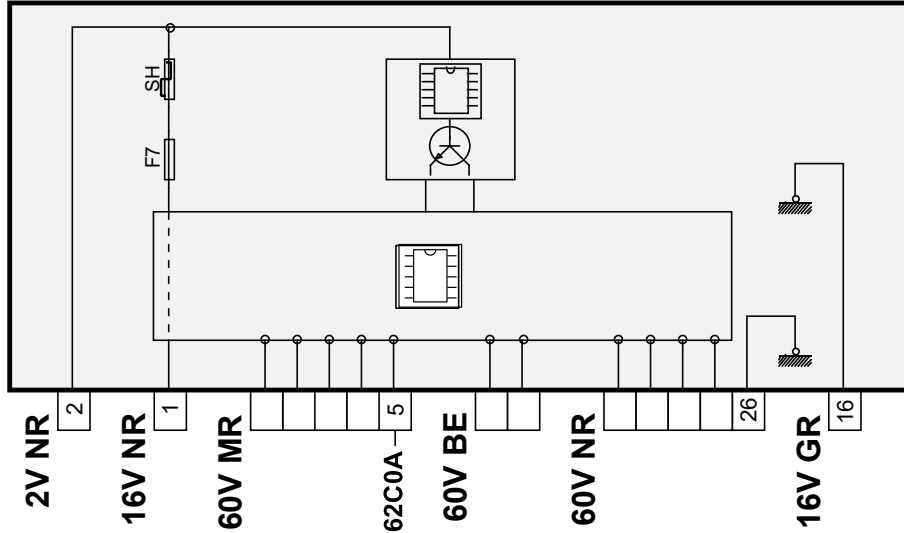 SH
F7
2
1
5
26
16
2V NR
16V NR
60V MR
62C0A
60V BE
60V NR
16V GR